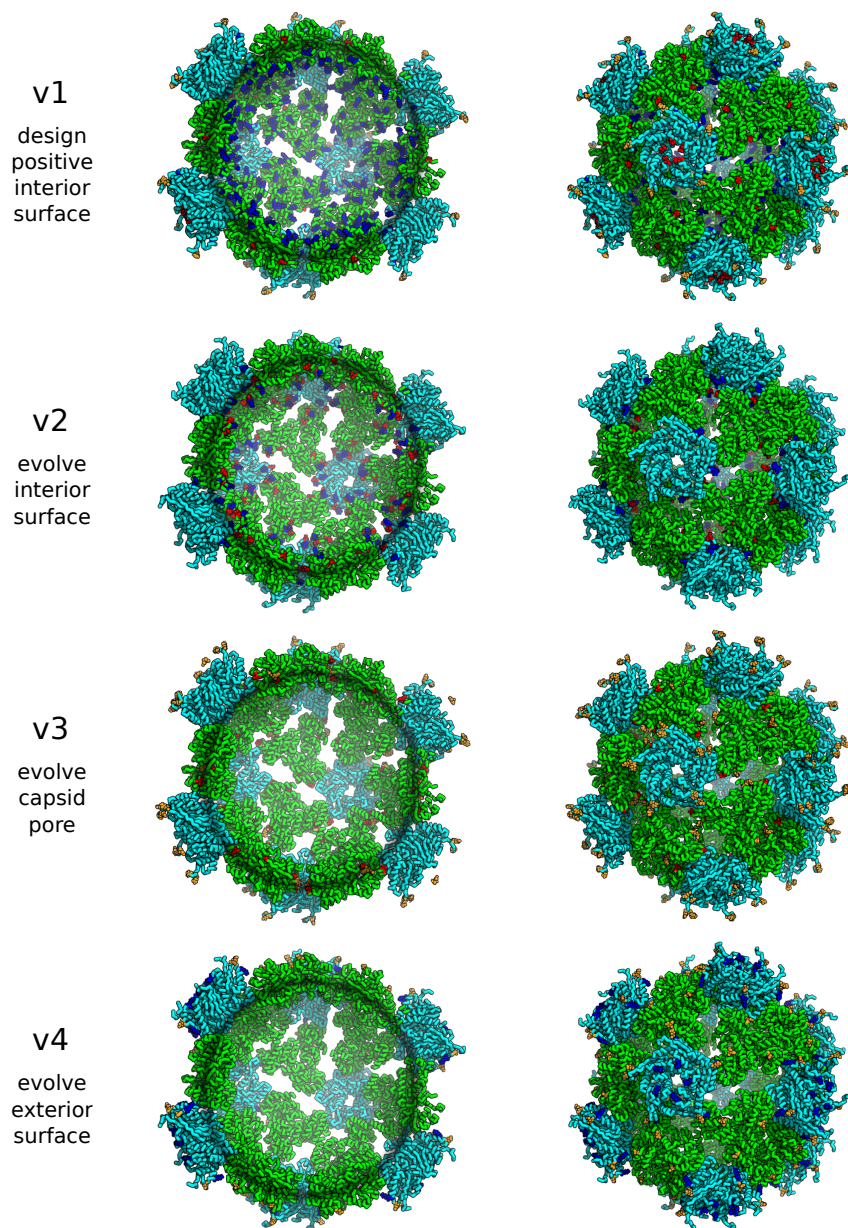 v1
design
positive
interior
surface
v2
evolve
interior
surface
v3
evolve
capsid
pore
v4
evolve
exterior
surface